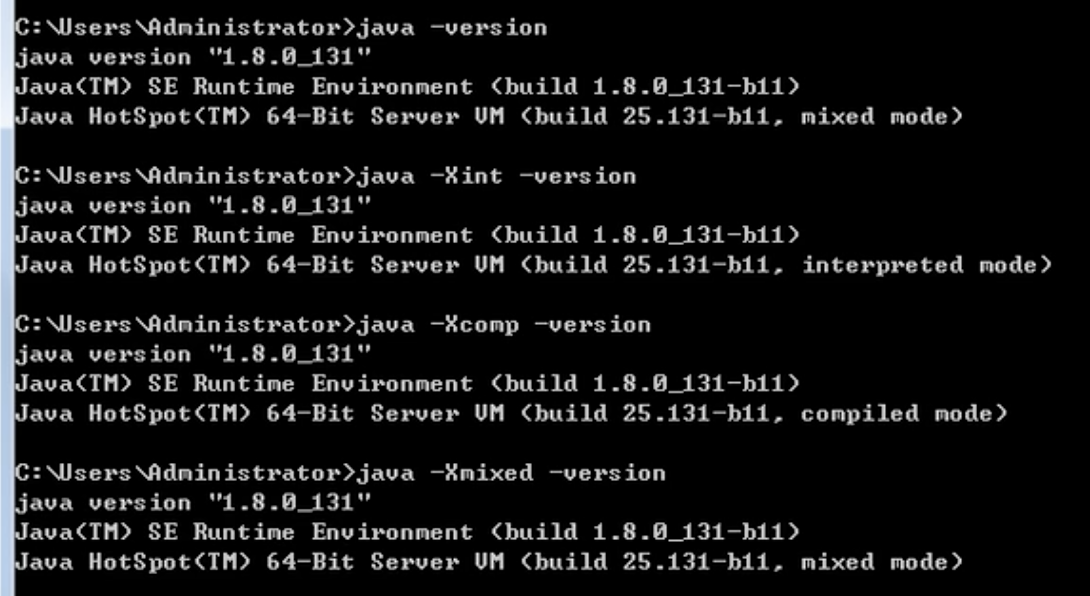 C:\Users\Administrator>java -version
java version "1.8.0_131"
Java(TM) SE Runtime Environment (build 1.8.0_131-b11)
Java HotSpot(TM) 64-Bit Server VM (build 25.131-b11, mixed mode)
C:\Users\Administrator>java -Xint -version
java version "1.8.0_131"
Java(TM) SE Runtime Environment (build 1.8.0_131-b11)
Java HotSpot(TM) 64-Bit Server VM (build 25.131-b11, interpreted mode)
C:\Users\Administrator>java -Xcomp -version
java version "1.8.0_131"
Java(TM) SE Runtime Environment (build 1.8.0_131-b11)
Java HotSpot(TM) 64-Bit Server VM (build 25.131-b11, compiled mode)
C:\Users\Administrator>java -Xmixed -version
java version "1.8.0_131"
Java(TM) SE Runtime Environment (build 1.8.0_131-b11)
Java HotSpot(TM) 64-Bit Server VM (build 25.131-b11, mixed mode)